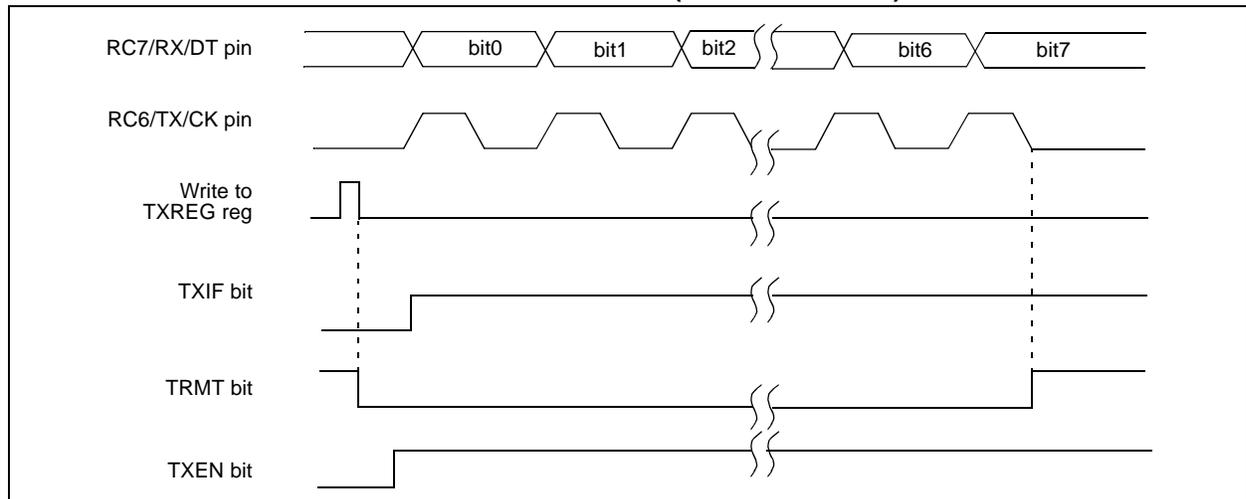 RC7/RX/DT pin
bit0
bit1
bit2
bit6
bit7
RC6/TX/CK pin
Write to
TXREG reg
TXIF bit
TRMT bit
TXEN bit